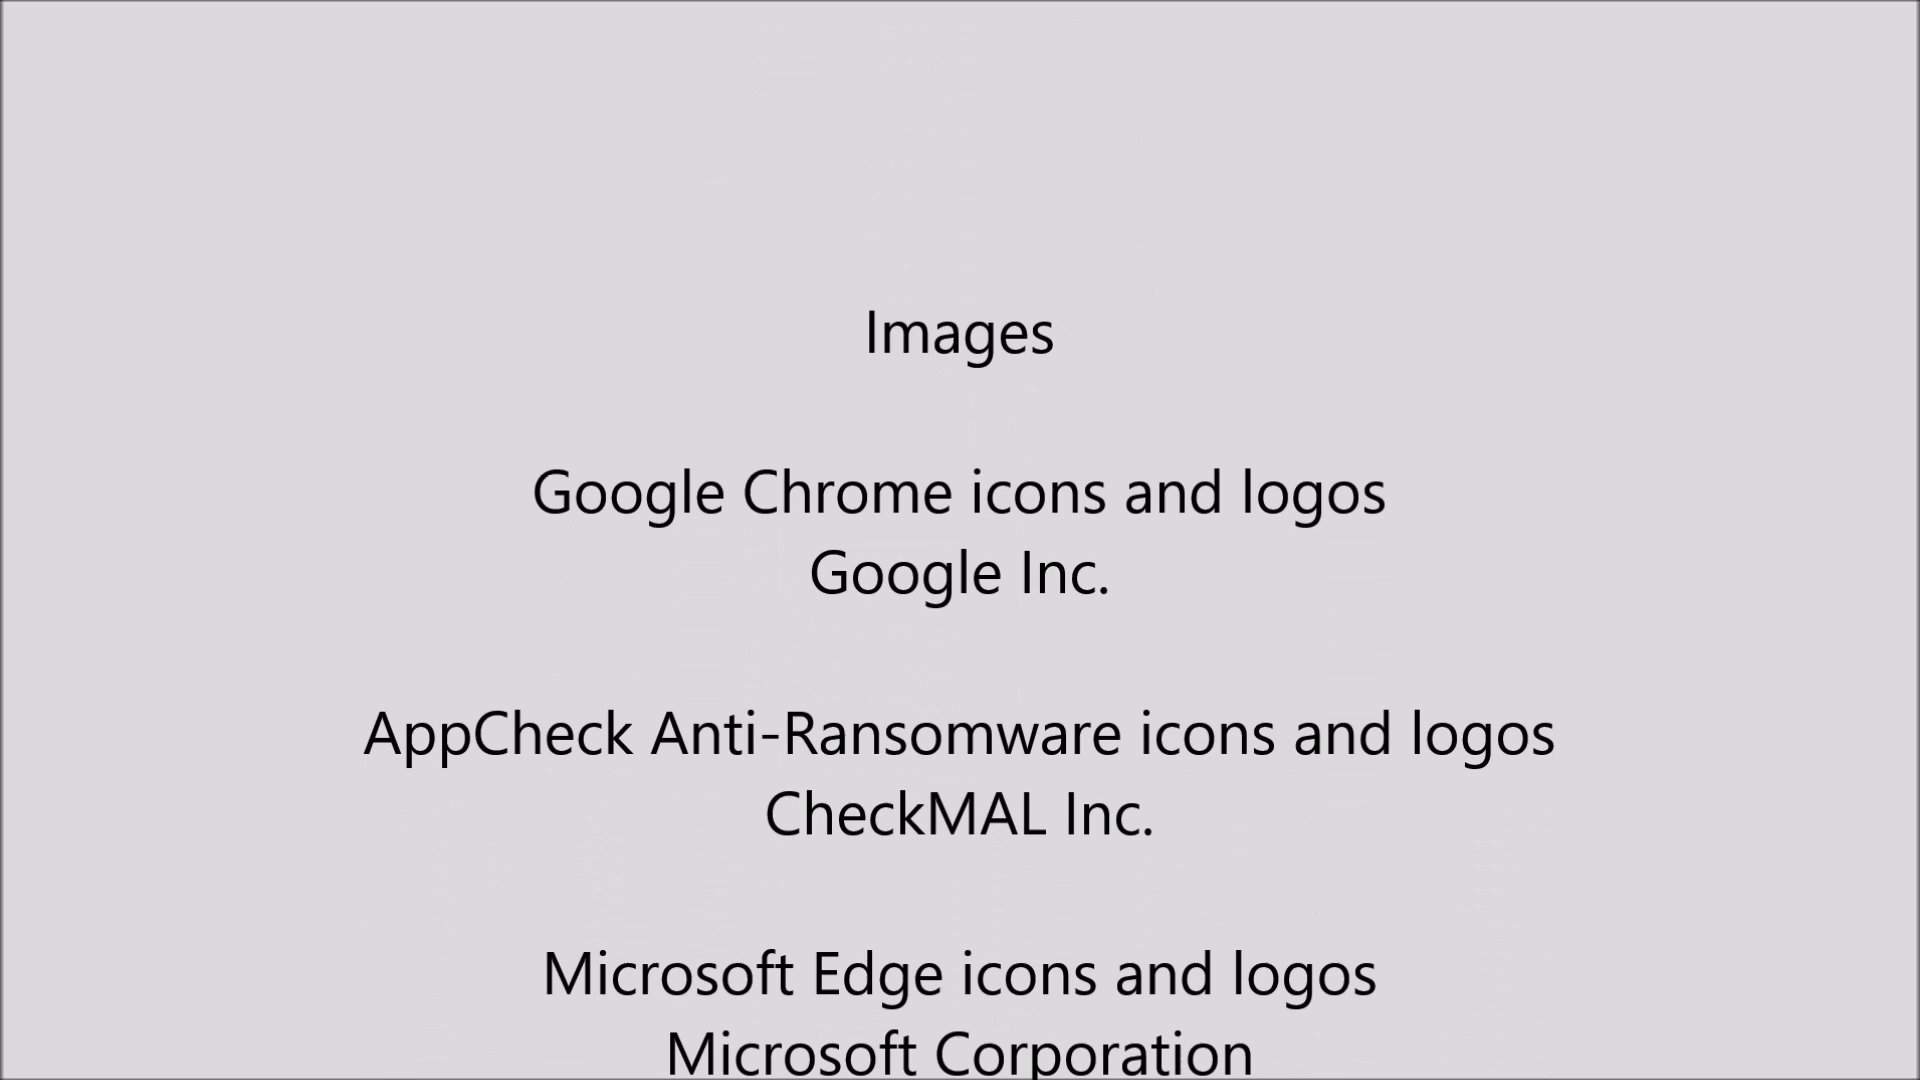 Images
Google Chrome icons and logos
Google Inc.
AppCheck Anti-Ransomware icons and logos
CheckMAL Inc.
Microsoft Edge icons and logos
Microsoft Corporation